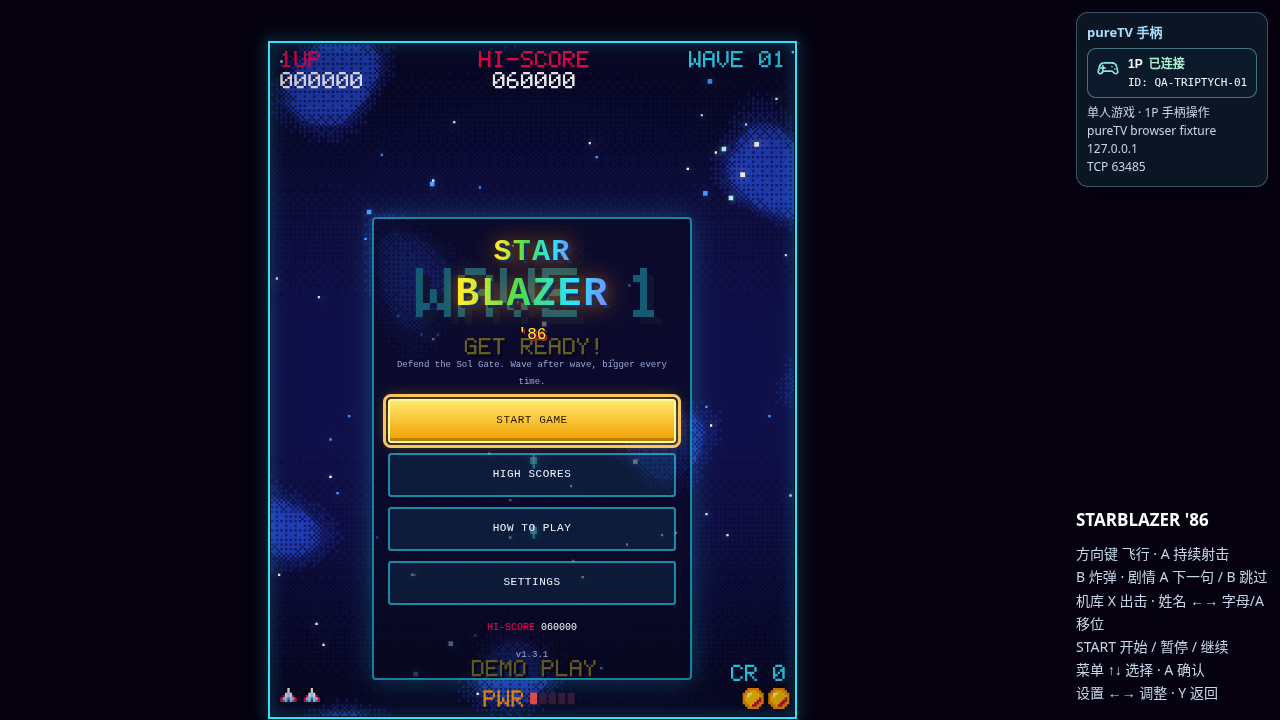 1UP
000000
HI-SCORE
060000
WAVE 01
STAR
BLAZER
WAVE 1
'86
GET READY!
Defend the Sol Gate. Wave after wave, bigger every
time.
START GAME
HIGH SCORES
HOW TO PLAY
SETTINGS
HI-SCORE 060000
v1.3.1
DEMO PLAY
CR 0
PWR
pureTV 手柄
1P 已连接
ID: QA-TRIPTYCH-01
单人游戏 · 1P 手柄操作
pureTV browser fixture
127.0.0.1
TCP 63485
STARBLAZER '86
方向键 飞行 · A 持续射击
B 炸弹 · 剧情 A 下一句 / B 跳过
机库 X 出击 · 姓名 ←→ 字母/A
移位
START 开始 / 暂停 / 继续
菜单 ↑↓ 选择 · A 确认
设置 ←→ 调整 · Y 返回